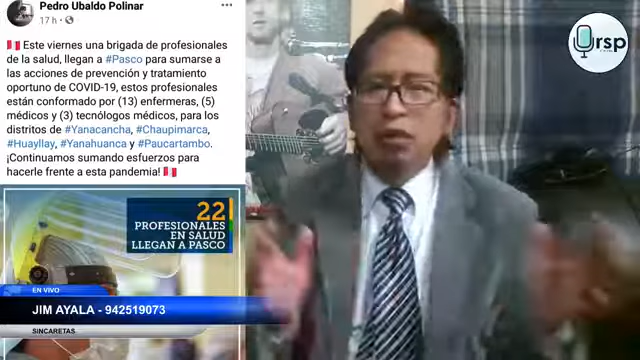 Pedro Ubaldo Polinar
17 h
Este viernes una brigada de profesionales
de la salud, llegan a #Pasco para sumarse a
las acciones de prevención y tratamiento
oportuno de COVID-19, estos profesionales
están conformado por (13) enfermeras, (5)
médicos y (3) tecnólogos médicos, para los
distritos de #Yanacancha, #Chaupimarca,
#Huayllay, #Yanahuanca y #Paucartambo.
¡Continuamos sumando esfuerzos para
hacerle frente a esta pandemia!
22
PROFESIONALES
EN SALUD
LLEGAN A PASCO
EN VIVO
JIM AYALA - 942519073
SINCARETAS
rsp